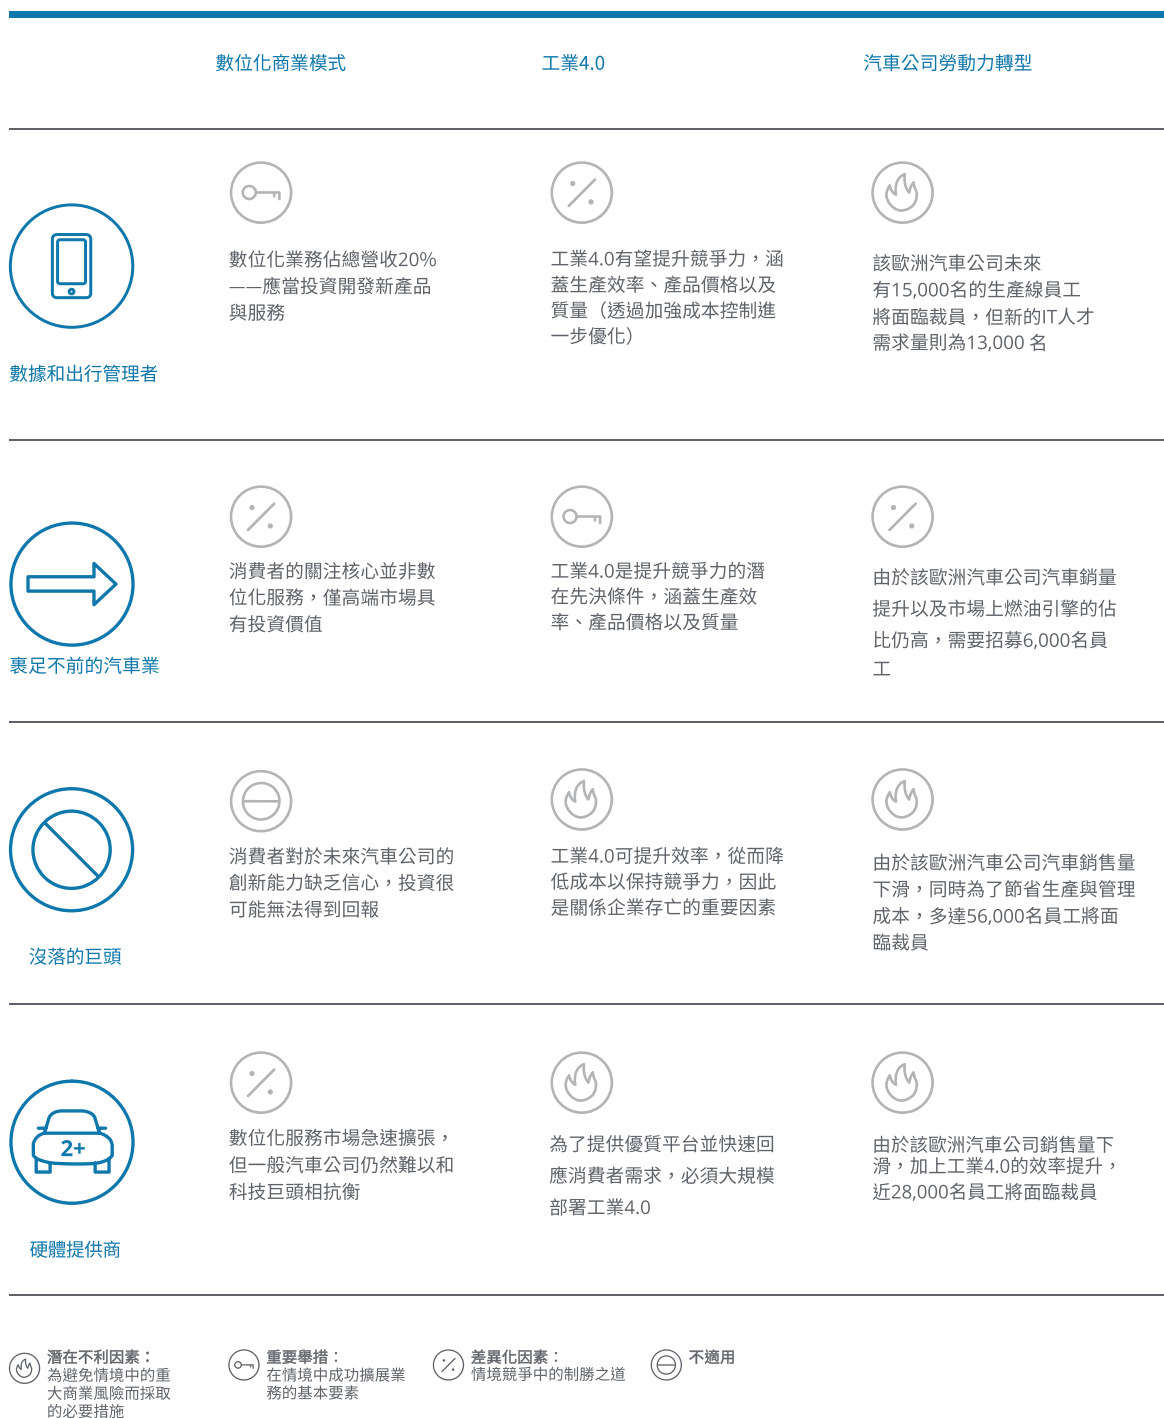 數位化商業模式
工業4.0
汽車公司勞動力轉型
數據和出行管理者
數位化業務佔總營收20%
——應當投資開發新產品
與服務
工業4.0有望提升競爭力，涵
蓋生產效率、產品價格以及
質量（透過加強成本控制進
一步優化）
該歐洲汽車公司未來
有15,000名的生產線員工
將面臨裁員，但新的IT人才
需求量則為13,000 名
裹足不前的汽車業
消費者的關注核心並非數
位化服務，僅高端市場具
有投資價值
工業4.0是提升競爭力的潛
在先決條件，涵蓋生產效
率、產品價格以及質量
由於該歐洲汽車公司汽車銷量
提升以及市場上燃油引擎的佔
比仍高，需要招募6,000名員
工
沒落的巨頭
消費者對於未來汽車公司的
創新能力缺乏信心，投資很
可能無法得到回報
工業4.0可提升效率，從而降
低成本以保持競爭力，因此
是關係企業存亡的重要因素
由於該歐洲汽車公司汽車銷售量
下滑，同時為了節省生產與管理
成本，多達56,000名員工將面
臨裁員
2+
硬體提供商
數位化服務市場急速擴張，
但一般汽車公司仍然難以和
科技巨頭相抗衡
為了提供優質平台並快速回
應消費者需求，必須大規模
部署工業4.0
由於該歐洲汽車公司銷售量下
滑，加上工業4.0的效率提升，
近28,000名員工將面臨裁員
潛在不利因素：
為避免情境中的重
大商業風險而採取
的必要措施
重要舉措：
在情境中成功擴展業
務的基本要素
差異化因素：
情境競爭中的制勝之道
不適用